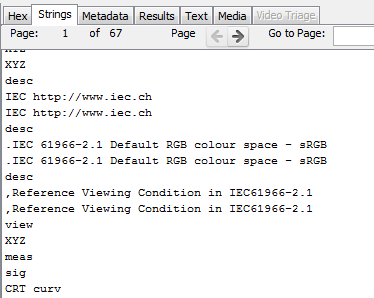 Hex Strings Metadata Results Text Media Video Triage
Page: 1 of 67 Page Go to Page:
XYZ
XYZ
desc
IEC http://www.iec.ch
IEC http://www.iec.ch
desc
.IEC 61966-2.1 Default RGB colour space - sRGB
.IEC 61966-2.1 Default RGB colour space - sRGB
desc
,Reference Viewing Condition in IEC61966-2.1
,Reference Viewing Condition in IEC61966-2.1
view
XYZ
meas
sig
CRT curv